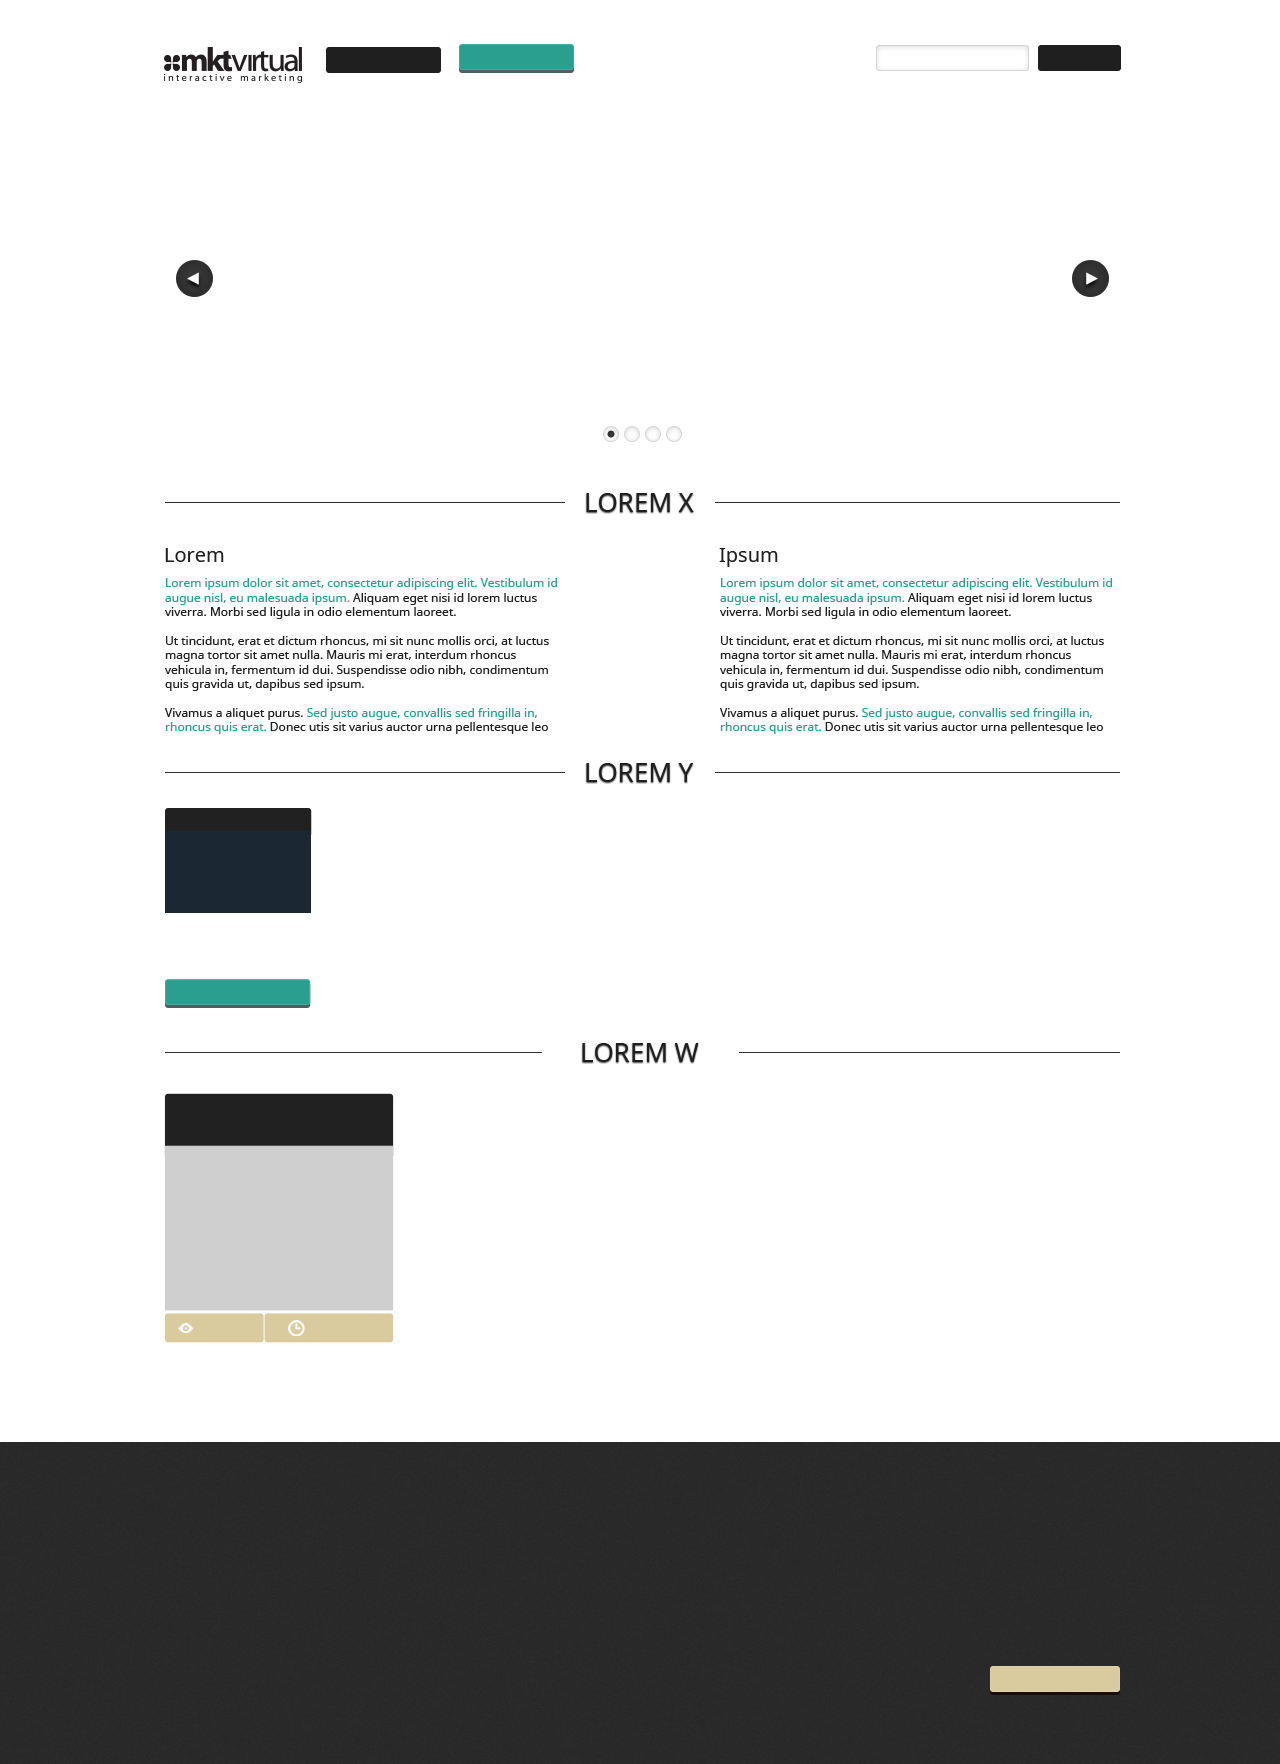 mktvirtual
interactive marketing
LOREM X
Lorem
Lorem ipsum dolor sit amet, consectetur adipiscing elit. Vestibulum id
augue nisl, eu malesuada ipsum. Aliquam eget nisi id lorem luctus
viverra. Morbi sed ligula in odio elementum laoreet.
Ut tincidunt, erat et dictum rhoncus, mi sit nunc mollis orci, at luctus
magna tortor sit amet nulla. Mauris mi erat, interdum rhoncus
vehicula in, fermentum id dui. Suspendisse odio nibh, condimentum
quis gravida ut, dapibus sed ipsum.
Vivamus a aliquet purus. Sed justo augue, convallis sed fringilla in,
rhoncus quis erat. Donec utis sit varius auctor urna pellentesque leo
Ipsum
Lorem ipsum dolor sit amet, consectetur adipiscing elit. Vestibulum id
augue nisl, eu malesuada ipsum. Aliquam eget nisi id lorem luctus
viverra. Morbi sed ligula in odio elementum laoreet.
Ut tincidunt, erat et dictum rhoncus, mi sit nunc mollis orci, at luctus
magna tortor sit amet nulla. Mauris mi erat, interdum rhoncus
vehicula in, fermentum id dui. Suspendisse odio nibh, condimentum
quis gravida ut, dapibus sed ipsum.
Vivamus a aliquet purus. Sed justo augue, convallis sed fringilla in,
rhoncus quis erat. Donec utis sit varius auctor urna pellentesque leo
LOREM Y
LOREM W